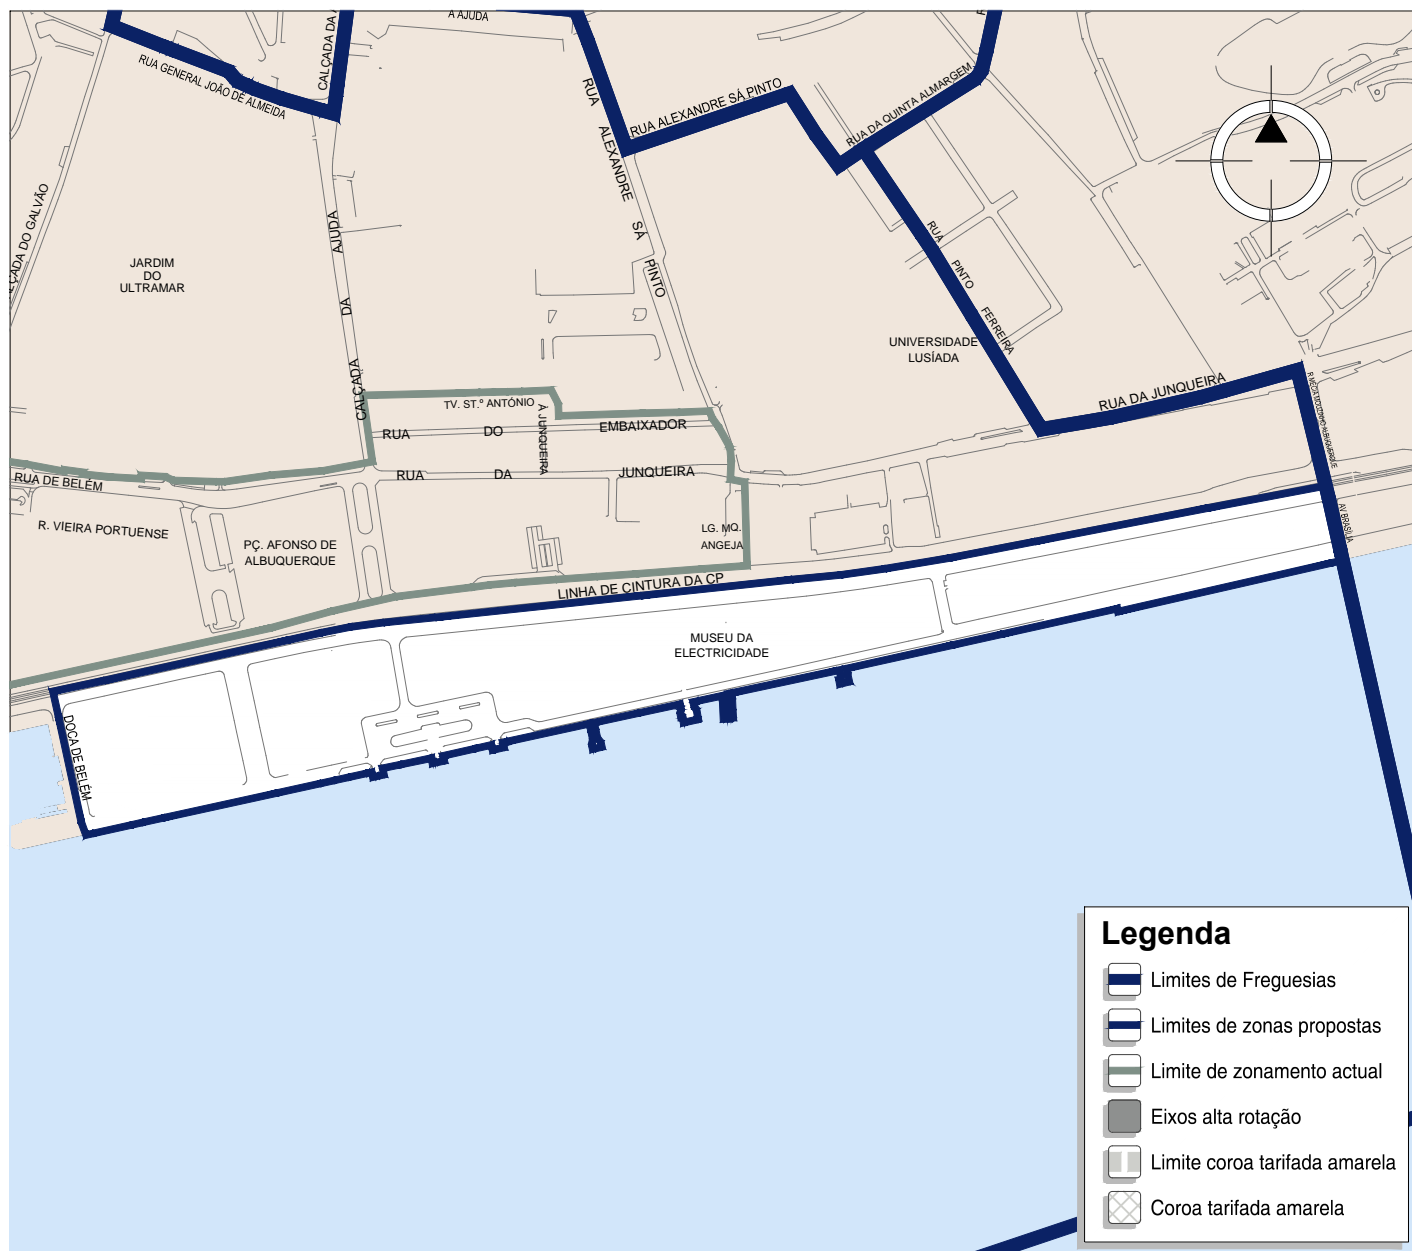 A AJUDA
CALÇADA DA
RUA GENERAL JOÃO DE ALMEIDA
RUA ALEXANDRE SÁ PINTO
RUA ALEXANDRE SÁ PINTO
RUA DA QUINTA ALMARGEM
ÇADA DO GALVÃO
JARDIM
DO
ULTRAMAR
CALÇADA DA AJUDA
RUA PINTO FERREIRA
UNIVERSIDADE
LUSÍADA
RUA DA JUNQUEIRA
TV. ST.º ANTÓNIO
À JUNQUEIRA
RUA DO EMBAIXADOR
RUA DA JUNQUEIRA
RUA DE BELÉM
R. VIEIRA PORTUENSE
PÇ. AFONSO DE
ALBUQUERQUE
LG. MQ.
ANGEJA
AV. BRASÍLIA
LINHA DE CINTURA DA CP
MUSEU DA
ELECTRICIDADE
DOCA DE BELÉM
Legenda
Limites de Freguesias
Limites de zonas propostas
Limite de zonamento actual
Eixos alta rotação
Limite coroa tarifada amarela
Coroa tarifada amarela